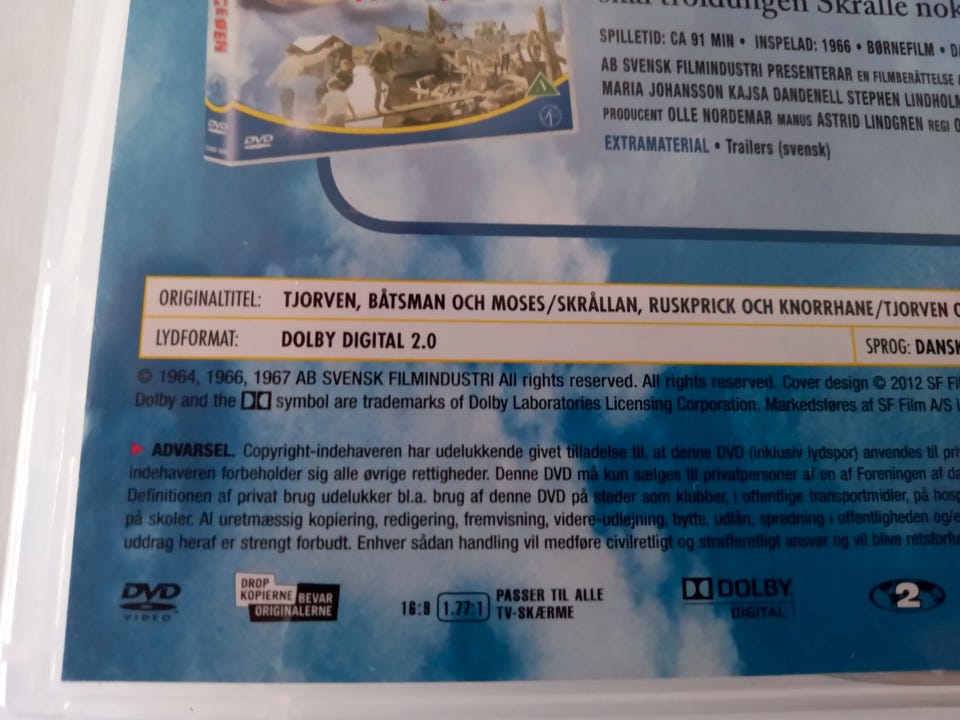 skal troldungen Skralle nok
SPILLETID: CA 91 MIN • INSPELAD: 1966 • BØRNEFILM •
AB SVENSK FILMINDUSTRI PRESENTERAR EN FILMBERÄTTELSE
MARIA JOHANSSON KAJSA DANDENELL STEPHEN LINDHOLM
PRODUCENT OLLE NORDEMAR MANUS ASTRID LINDGREN REGI O
EXTRAMATERIAL • Trailers (svensk)
DVD
DVD
ORIGINALTITEL: TJORVEN, BÅTSMAN OCH MOSES/SKRÅLLAN, RUSKPRICK OCH KNORRHANE/TJORVEN O
LYDFORMAT: DOLBY DIGITAL 2.0
SPROG: DANSK
© 1964, 1966, 1967 AB SVENSK FILMINDUSTRI All rights reserved. All rights reserved. Cover design © 2012 SF Fi
Dolby and the symbol are trademarks of Dolby Laboratories Licensing Corporation. Markedsføres af SF Film A/S i
ADVARSEL. Copyright-indehaveren har udelukkende givet tilladelse til, at denne DVD (inklusiv lydspor) anvendes til pri
indehaveren forbeholder sig alle øvrige rettigheder. Denne DVD må kun sælges til privatpersoner af en af Foreningen af da
Definitionen af privat brug udelukker bl.a. brug af denne DVD på steder som klubber, i offentlige transportmidler, på hosp
på skoler. Al uretmæssig kopiering, redigering, fremvisning, videre-udlejning, bytte, udlån, spredning i offentligheden og/e
uddrag heraf er strengt forbudt. Enhver sådan handling vil medføre civilretligt og strafferetligt ansvar og vil blive retsforfu
DVD
VIDEO
DROP
KOPIERNE BEVAR
ORIGINALERNE
16:9 1.77:1 PASSER TIL ALLE
TV-SKÆRME
DOLBY
DIGITAL
2